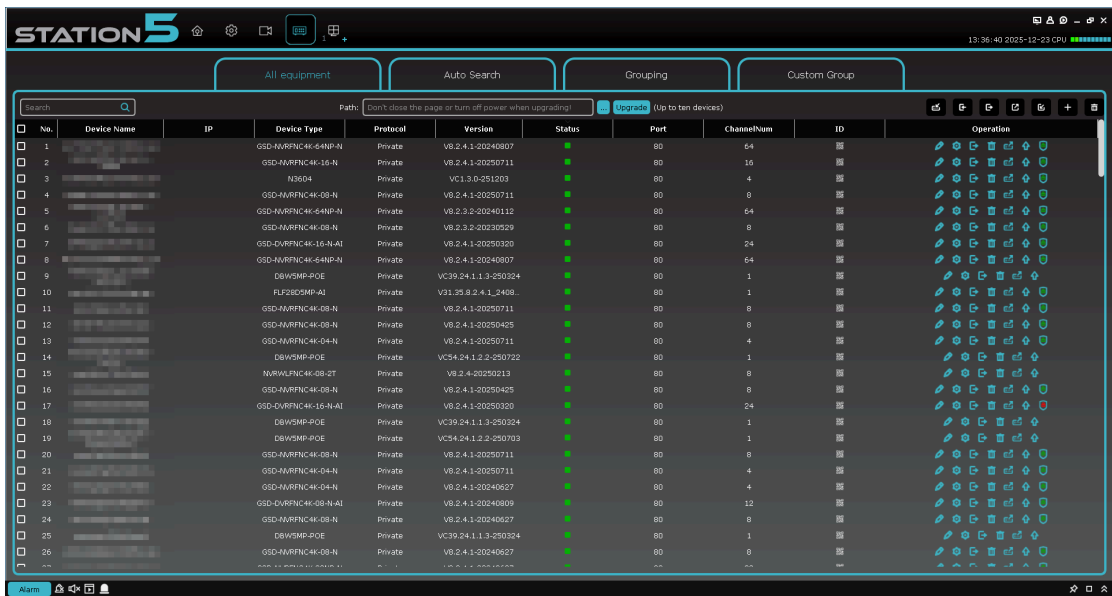 STATION5
1
13:36:40 2025-12-23 CPU
All equipment Auto Search Grouping Custom Group
Search Path: Don't close the page or turn off power when upgrading! ... Upgrade (Up to ten devices)
No. Device Name IP Device Type Protocol Version Status Port ChannelNum ID Operation
1 GSD-NVRFNC4K-64NP-N Private V8.2.4.1-20240807 80 64
2 GSD-NVRFNC4K-16-N Private V8.2.4.1-20250711 80 16
3 N3604 Private VC1.3.0-251203 80 4
4 GSD-NVRFNC4K-08-N Private V8.2.4.1-20250711 80 8
5 GSD-NVRFNC4K-64NP-N Private V8.2.3.2-20240112 80 64
6 GSD-NVRFNC4K-08-N Private V8.2.3.2-20230529 80 8
7 GSD-DVRFNC4K-16-N-AI Private V8.2.4.1-20250320 80 24
8 GSD-NVRFNC4K-64NP-N Private V8.2.4.1-20240807 80 64
9 DBW5MP-POE Private VC39.24.1.1.3-250324 80 1
10 FLF28D5MP-AI Private V31.35.8.2.4.1_2408.. 80 1
11 GSD-NVRFNC4K-08-N Private V8.2.4.1-20250711 80 8
12 GSD-NVRFNC4K-08-N Private V8.2.4.1-20250425 80 8
13 GSD-NVRFNC4K-04-N Private V8.2.4.1-20250711 80 4
14 DBW5MP-POE Private VC54.24.1.2.2-250722 80 1
15 NVRWLFNC4K-08-2T Private V8.2.4-20250213 80 8
16 GSD-NVRFNC4K-08-N Private V8.2.4.1-20250425 80 8
17 GSD-DVRFNC4K-16-N-AI Private V8.2.4.1-20250320 80 24
18 DBW5MP-POE Private VC39.24.1.1.3-250324 80 1
19 DBW5MP-POE Private VC54.24.1.2.2-250703 80 1
20 GSD-NVRFNC4K-08-N Private V8.2.4.1-20250711 80 8
21 GSD-NVRFNC4K-04-N Private V8.2.4.1-20250711 80 4
22 GSD-NVRFNC4K-04-N Private V8.2.4.1-20240627 80 4
23 GSD-DVRFNC4K-08-N-AI Private V8.2.4.1-20240809 80 12
24 GSD-NVRFNC4K-08-N Private V8.2.4.1-20240627 80 8
25 DBW5MP-POE Private VC39.24.1.1.3-250324 80 1
26 GSD-NVRFNC4K-08-N Private V8.2.4.1-20240627 80 8
Alarm